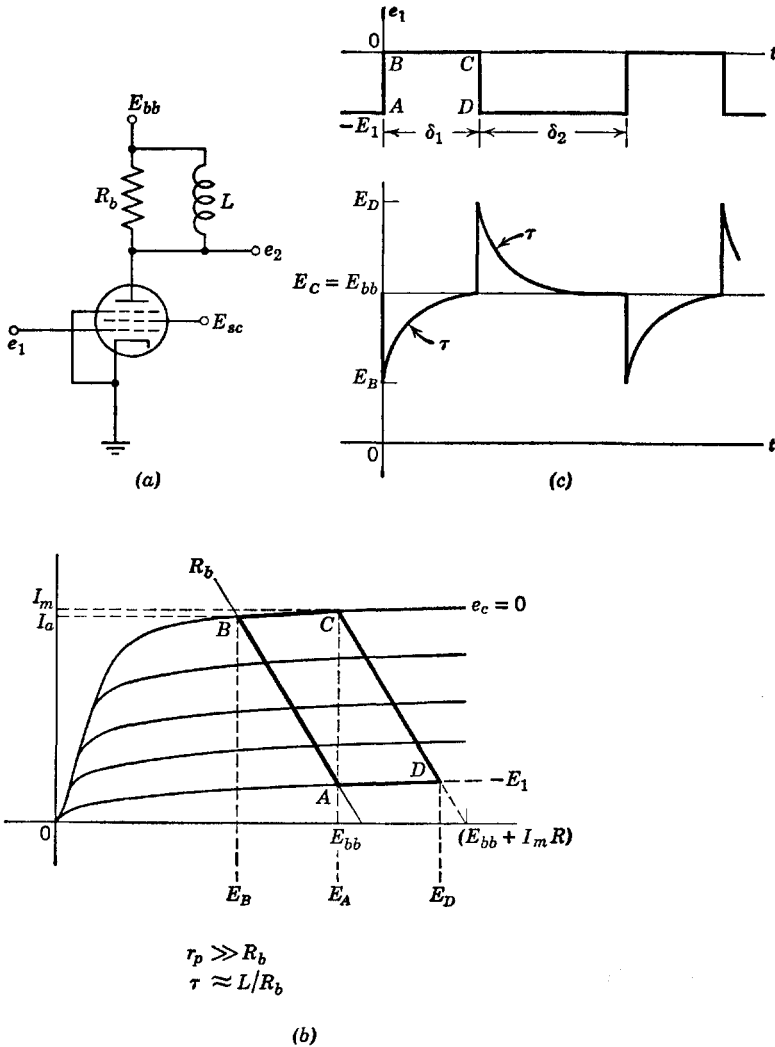 E_bb
R_b
L
e_2
E_sc
e_1
(a)
e_1
0
t
B
C
A
D
-E_1
δ_1
δ_2
E_D
τ
E_C = E_bb
τ
E_B
0
t
(c)
R_b
I_m
I_a
e_c = 0
B
C
D
A
-E_1
0
E_bb
(E_bb + I_m R)
E_B
E_A
E_D
r_p ≫ R_b
τ ≈ L/R_b
(b)